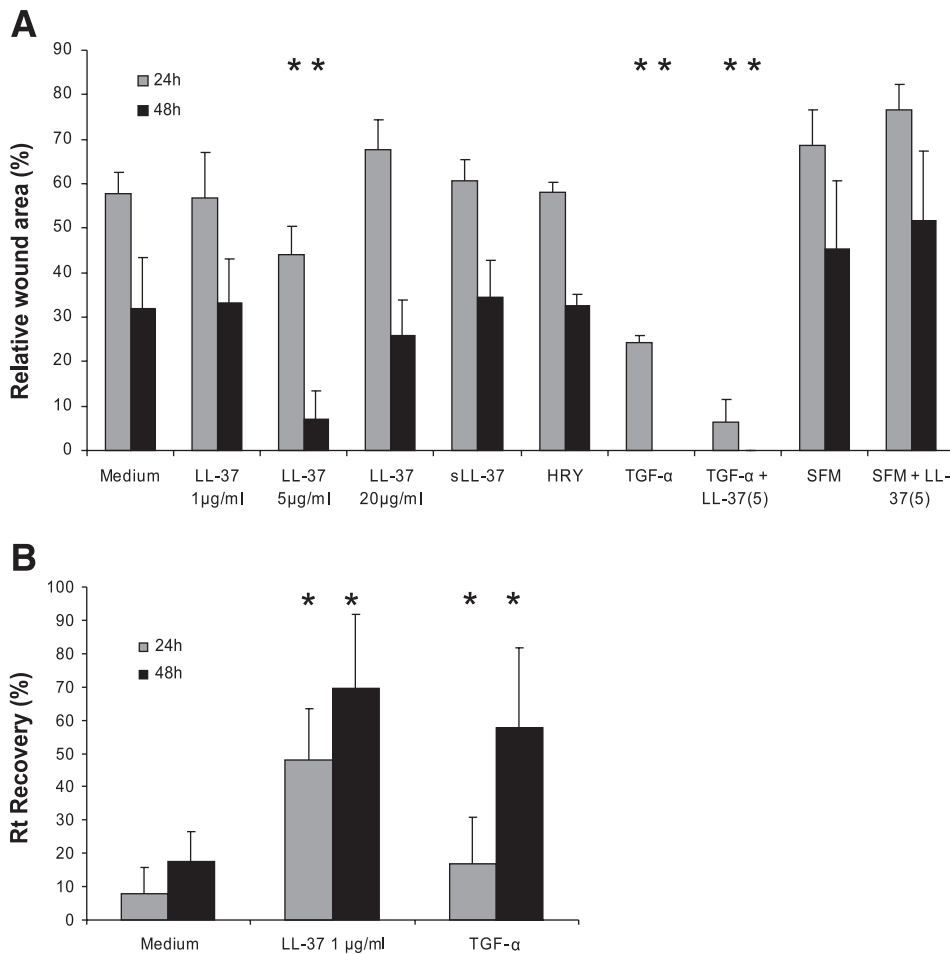 A
Relative wound area (%)
90
80
70
60
50
40
30
20
10
0
24h
48h
* *
* *
* *
Medium
LL-37
1µg/ml
LL-37
5µg/ml
LL-37
20µg/ml
sLL-37
HRY
TGF-α
TGF-α +
LL-37(5)
SFM
SFM + LL-
37(5)
B
Rt Recovery (%)
100
90
80
70
60
50
40
30
20
10
0
24h
48h
* *
* *
Medium
LL-37 1 µg/ml
TGF-α